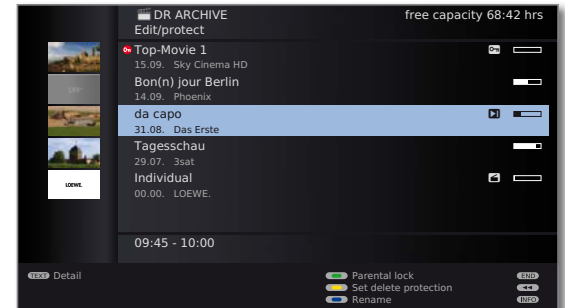 DR ARCHIVE free capacity 68:42 hrs
Edit/protect
Top-Movie 1
15.09. Sky Cinema HD
Bon(n) jour Berlin
14.09. Phoenix
da capo
31.08. Das Erste
Tagesschau
29.07. 3sat
Individual
00.00. LOEWE.
LOEWE.
09:45 - 10:00
TEXT Detail
Parental lock END
Set delete protection
Rename INFO